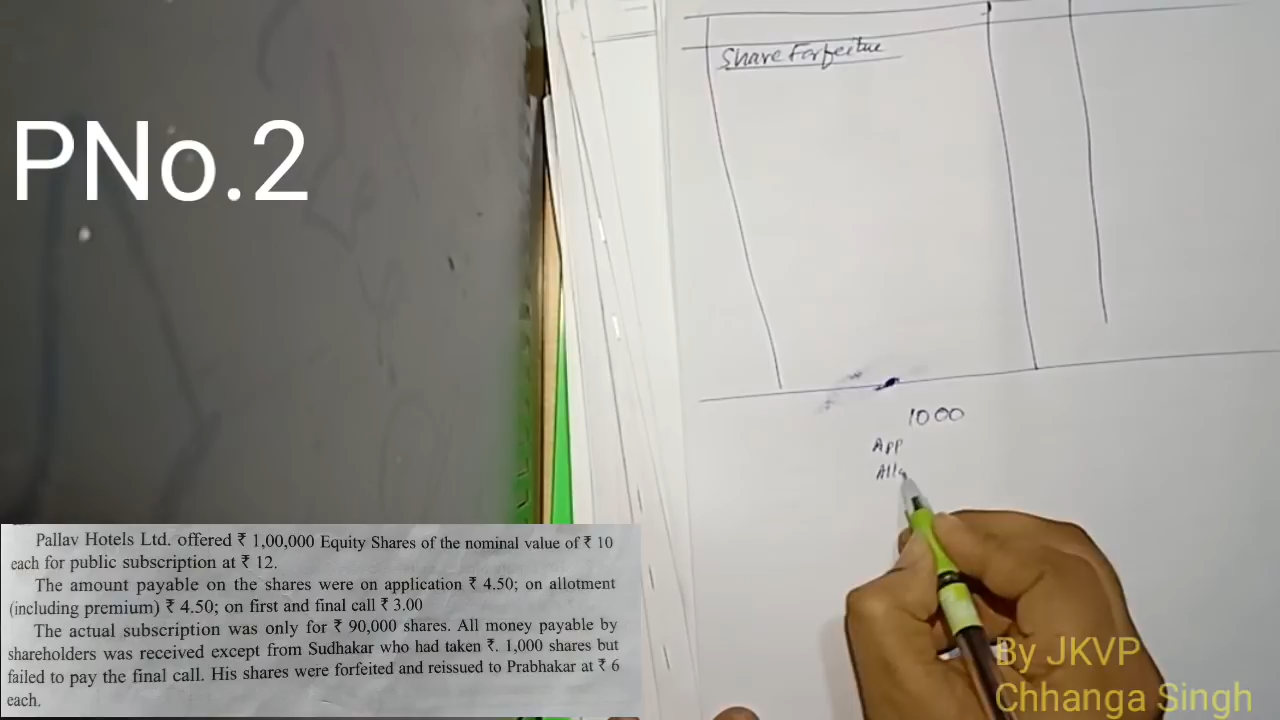 PNo.2
Share Forfeitue
1000
App
Allo
Pallav Hotels Ltd. offered ₹ 1,00,000 Equity Shares of the nominal value of ₹ 10
each for public subscription at ₹ 12.
The amount payable on the shares were on application ₹ 4.50; on allotment
(including premium) ₹ 4.50; on first and final call ₹ 3.00
The actual subscription was only for ₹ 90,000 shares. All money payable by
shareholders was received except from Sudhakar who had taken ₹. 1,000 shares but
failed to pay the final call. His shares were forfeited and reissued to Prabhakar at ₹ 6
each.
By JKVP
Chhanga Singh